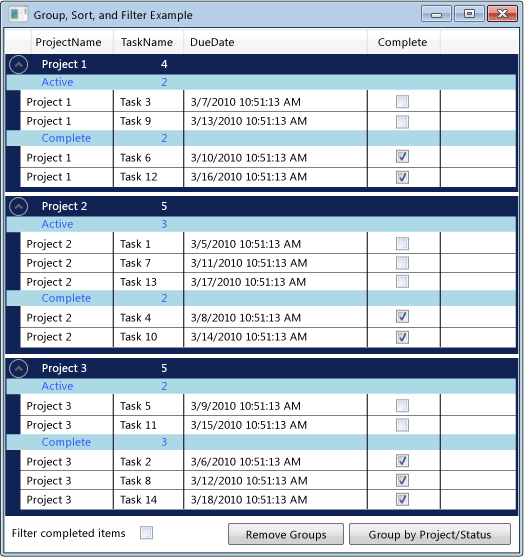 Group, Sort, and Filter Example
ProjectName TaskName DueDate Complete
Project 1 4
Active 2
Project 1 Task 3 3/7/2010 10:51:13 AM
Project 1 Task 9 3/13/2010 10:51:13 AM
Complete 2
Project 1 Task 6 3/10/2010 10:51:13 AM
Project 1 Task 12 3/16/2010 10:51:13 AM
Project 2 5
Active 3
Project 2 Task 1 3/5/2010 10:51:13 AM
Project 2 Task 7 3/11/2010 10:51:13 AM
Project 2 Task 13 3/17/2010 10:51:13 AM
Complete 2
Project 2 Task 4 3/8/2010 10:51:13 AM
Project 2 Task 10 3/14/2010 10:51:13 AM
Project 3 5
Active 2
Project 3 Task 5 3/9/2010 10:51:13 AM
Project 3 Task 11 3/15/2010 10:51:13 AM
Complete 3
Project 3 Task 2 3/6/2010 10:51:13 AM
Project 3 Task 8 3/12/2010 10:51:13 AM
Project 3 Task 14 3/18/2010 10:51:13 AM
Filter completed items Remove Groups Group by Project/Status